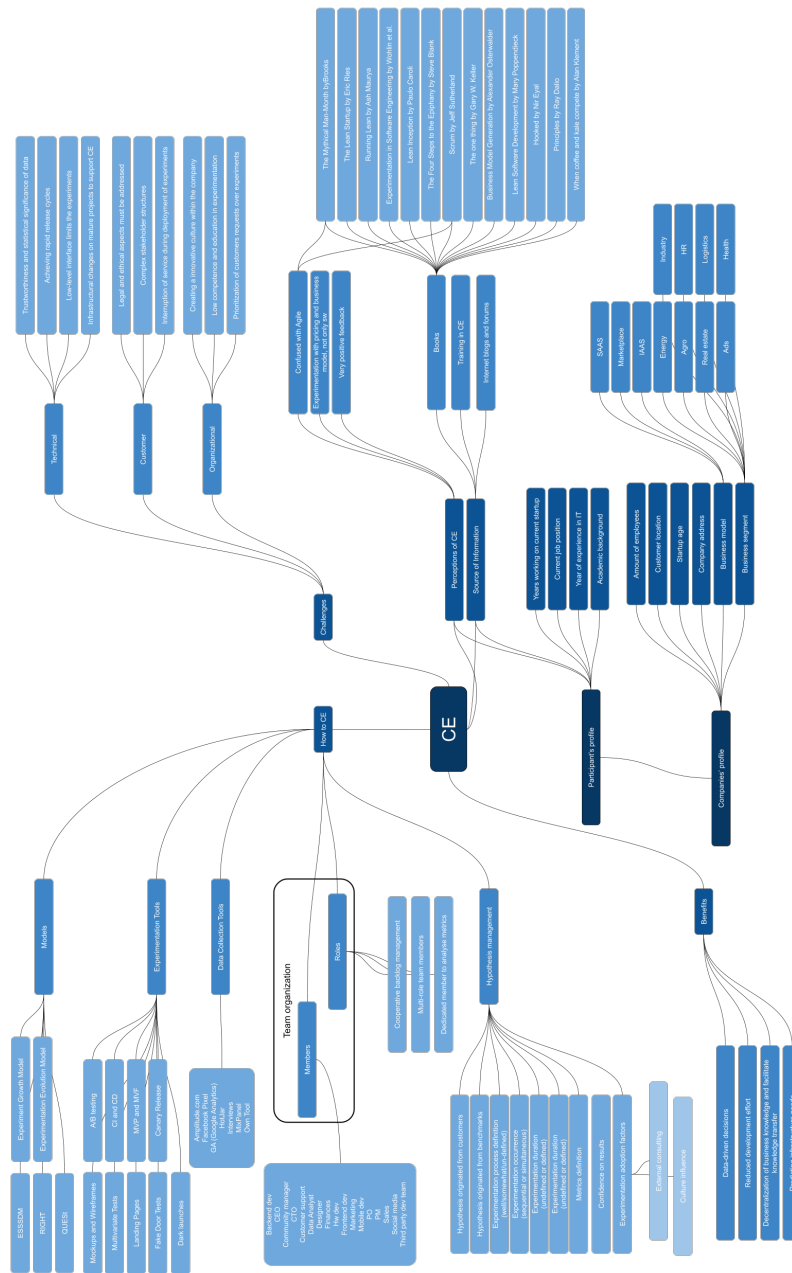 CE
How to CE
Models
Experiment Growth Model
Experimentation Evolution Model
ESSSDM
RIGHT
QUESI
Experimentation Tools
A/B testing
CI and CD
MVP and MVF
Canary Release
Mockups and Wireframes
Multivariate Tests
Landing Pages
Fake Door Tests
Dark launches
Data Collection Tools
Amplitude.com
Facebook Pixel
GA (Google Analytics)
HotJar
Interviews
MixPanel
Own Tool
Team organization
Members
Roles
Backend dev
CEO
Community manager
CTO
Customer support
Data Analyst
Designer
Finances
Hw dev
Frontend dev
Marketing
Mobile dev
PO
PM
Sales
Social media
Third party dev team
Cooperative backlog management
Multi-role team members
Dedicated member to analyse metrics
Hypothesis management
Hypothesis originated from customers
Hypothesis originated from benchmarks
Experimentation process definition
(well/somewhat/un-defined)
Experimentation occurrence
(sequential or simultaneous)
Experimentation duration
(undefined or defined)
Experimentation duration
(undefined or defined)
Metrics definition
Confidence on results
Experimentation adoption factors
External consulting
Culture influence
Benefits
Data-driven decisions
Reduced development effort
Decentralization of business knowledge and facilitate
knowledge transfer
Challenges
Technical
Trustworthiness and statistical significance of data
Achieving rapid release cycles
Low-level interface limits the experiments
Infrastructural changes on mature projects to support CE
Customer
Legal and ethical aspects must be addressed
Complex stakeholder structures
Interruption of service during deployment of experiments
Organizational
Creating a innovative culture within the company
Low competence and education in experimentation
Prioritization of customers requests over experiments
Perceptions of CE
Confused with Agile
Experimentation with pricing and business
model, not only sw
Very positive feedback
Source of Information
Books
Training in CE
Internet blogs and forums
The Mythical Man-Month byBrooks
The Lean Startup by Eric Ries
Running Lean by Ash Maurya
Experimentation in Software Engineering by Wohlin et al.
Lean Inception by Paulo Caroli
The Four Steps to the Epiphany by Steve Blank
Scrum by Jeff Sutherland
The one thing by Gary W. Keller
Business Model Generation by Alexander Osterwalder
Lean Software Development by Mary Poppendieck
Hooked by Nir Eyal
Principles by Ray Dalio
When coffee and kale compete by Alan Klement
Participant's profile
Years working on current startup
Current job position
Year of experience in IT
Academic background
Companies' profile
Amount of employees
Customer location
Startup age
Company address
Business model
Business segment
SAAS
Marketplace
IAAS
Energy
Agro
Real estate
Ads
Industry
HR
Logistics
Health